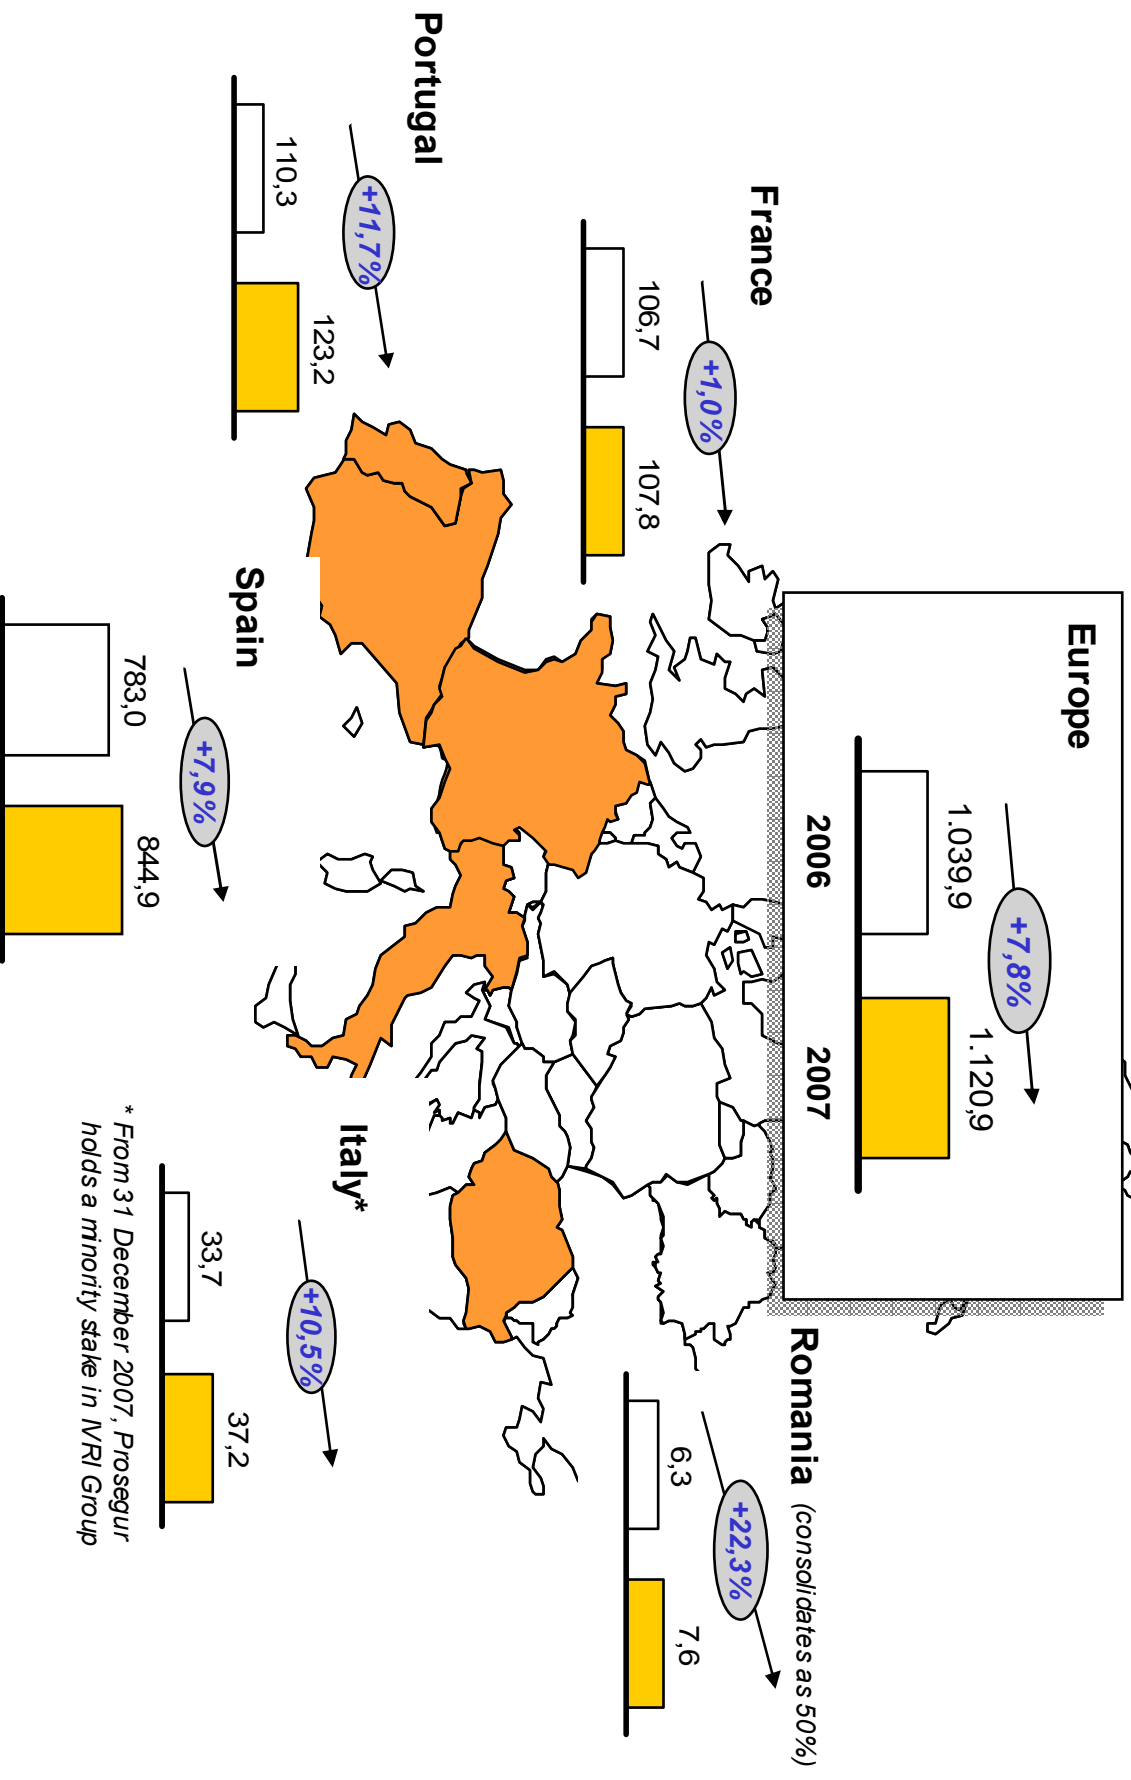 Europe
+7,8%
1.039,9
1.120,9
2006
2007
Romania (consolidates as 50%)
+22,3%
6,3
7,6
France
+1,0%
106,7
107,8
Portugal
+11,7%
110,3
123,2
Italy*
+10,5%
33,7
37,2
Spain
+7,9%
783,0
844,9
* From 31 December 2007, Prosegur
holds a minority stake in IVRI Group